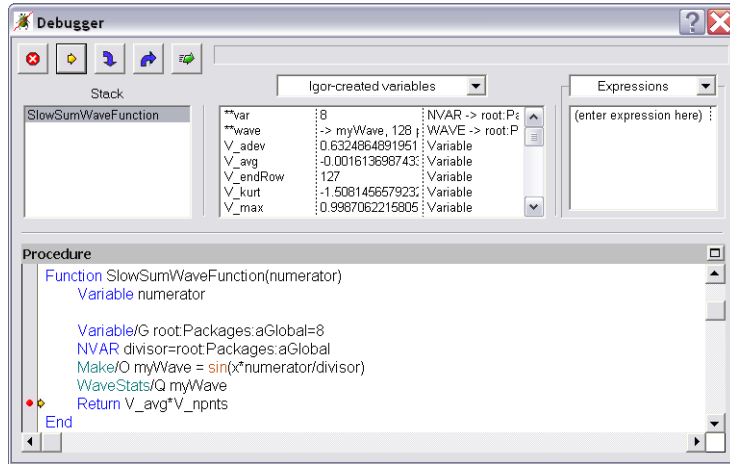 Debugger
Stack
Igor-created variables
Expressions
SlowSumWaveFunction
**var 8 NVAR -> root:Pa
**wave -> myWave, 128 WAVE -> root:P
V_adev 0.6324864891951 Variable
V_avg -0.001613698743 Variable
V_endRow 127 Variable
V_kurt -1.508145657923 Variable
V_max 0.9987062215805 Variable
(enter expression here)
Procedure
Function SlowSumWaveFunction(numerator)
Variable numerator
Variable/G root:Packages:aGlobal=8
NVAR divisor=root:Packages:aGlobal
Make/O myWave = sin(x*numerator/divisor)
WaveStats/Q myWave
Return V_avg*V_npnts
End